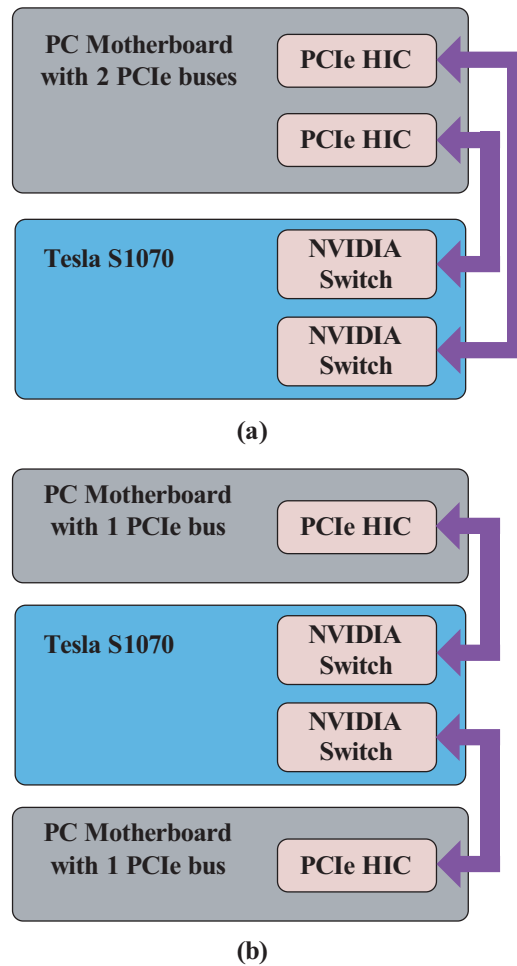 PC Motherboard
with 2 PCIe buses
PCIe HIC
PCIe HIC
Tesla S1070
NVIDIA
Switch
NVIDIA
Switch
(a)
PC Motherboard
with 1 PCIe bus
PCIe HIC
Tesla S1070
NVIDIA
Switch
NVIDIA
Switch
PC Motherboard
with 1 PCIe bus
PCIe HIC
(b)